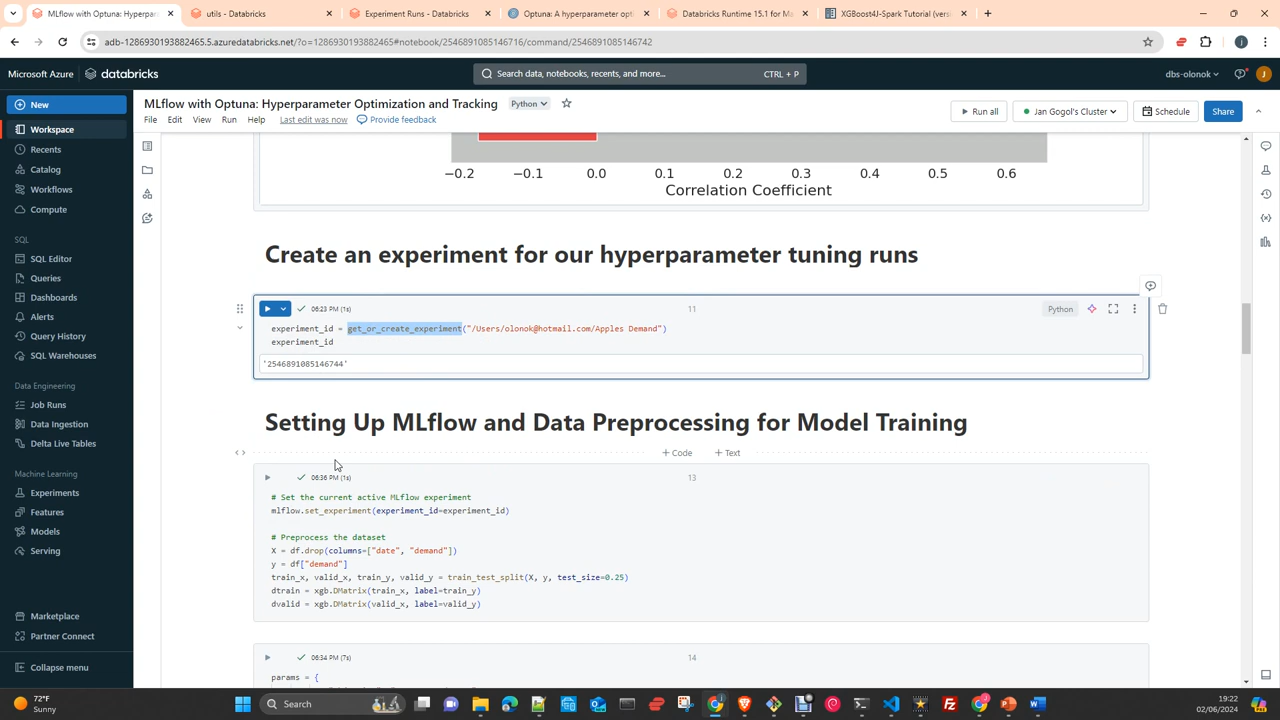 MLflow with Optuna: Hyperpar
utils - Databricks
Experiment Runs - Databricks
Optuna: A hyperparameter opti
Databricks Runtime 15.1 for Ma
XGBoost4J-Spark Tutorial (versi
adb-1286930193882465.5.azuredatabricks.net/?o=1286930193882465#notebook/2546891085146716/command/2546891085146742
Microsoft Azure
databricks
Search data, notebooks, recents, and more...
CTRL + P
dbs-olonok
J
New
Workspace
Recents
Catalog
Workflows
Compute
SQL
SQL Editor
Queries
Dashboards
Alerts
Query History
SQL Warehouses
Data Engineering
Job Runs
Data Ingestion
Delta Live Tables
Machine Learning
Experiments
Features
Models
Serving
Marketplace
Partner Connect
Collapse menu
MLflow with Optuna: Hyperparameter Optimization and Tracking
Python
File Edit View Run Help Last edit was now Provide feedback
Run all
Jan Gogol's Cluster
Schedule
Share
−0.2 −0.1 0.0 0.1 0.2 0.3 0.4 0.5 0.6
Correlation Coefficient
Create an experiment for our hyperparameter tuning runs
06:23 PM (1s)
11
Python
experiment_id = get_or_create_experiment("/Users/olonok@hotmail.com/Apples Demand")
experiment_id
'2546891085146744'
Setting Up MLflow and Data Preprocessing for Model Training
+ Code + Text
06:36 PM (1s)
13
# Set the current active MLflow experiment
mlflow.set_experiment(experiment_id=experiment_id)
# Preprocess the dataset
X = df.drop(columns=["date", "demand"])
y = df["demand"]
train_x, valid_x, train_y, valid_y = train_test_split(X, y, test_size=0.25)
dtrain = xgb.DMatrix(train_x, label=train_y)
dvalid = xgb.DMatrix(valid_x, label=valid_y)
06:34 PM (7s)
14
params = {
72°F
Sunny
Search
19:22
02/06/2024